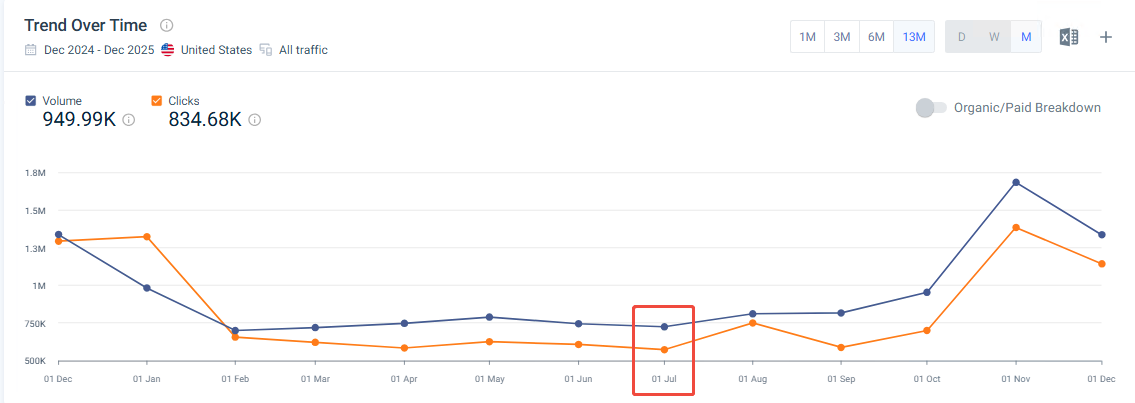 Trend Over Time
Dec 2024 - Dec 2025 United States All traffic
1M 3M 6M 13M D W M
Volume Clicks
949.99K 834.68K
Organic/Paid Breakdown
1.8M
1.5M
1.3M
1M
750K
500K
01 Dec 01 Jan 01 Feb 01 Mar 01 Apr 01 May 01 Jun 01 Jul 01 Aug 01 Sep 01 Oct 01 Nov 01 Dec